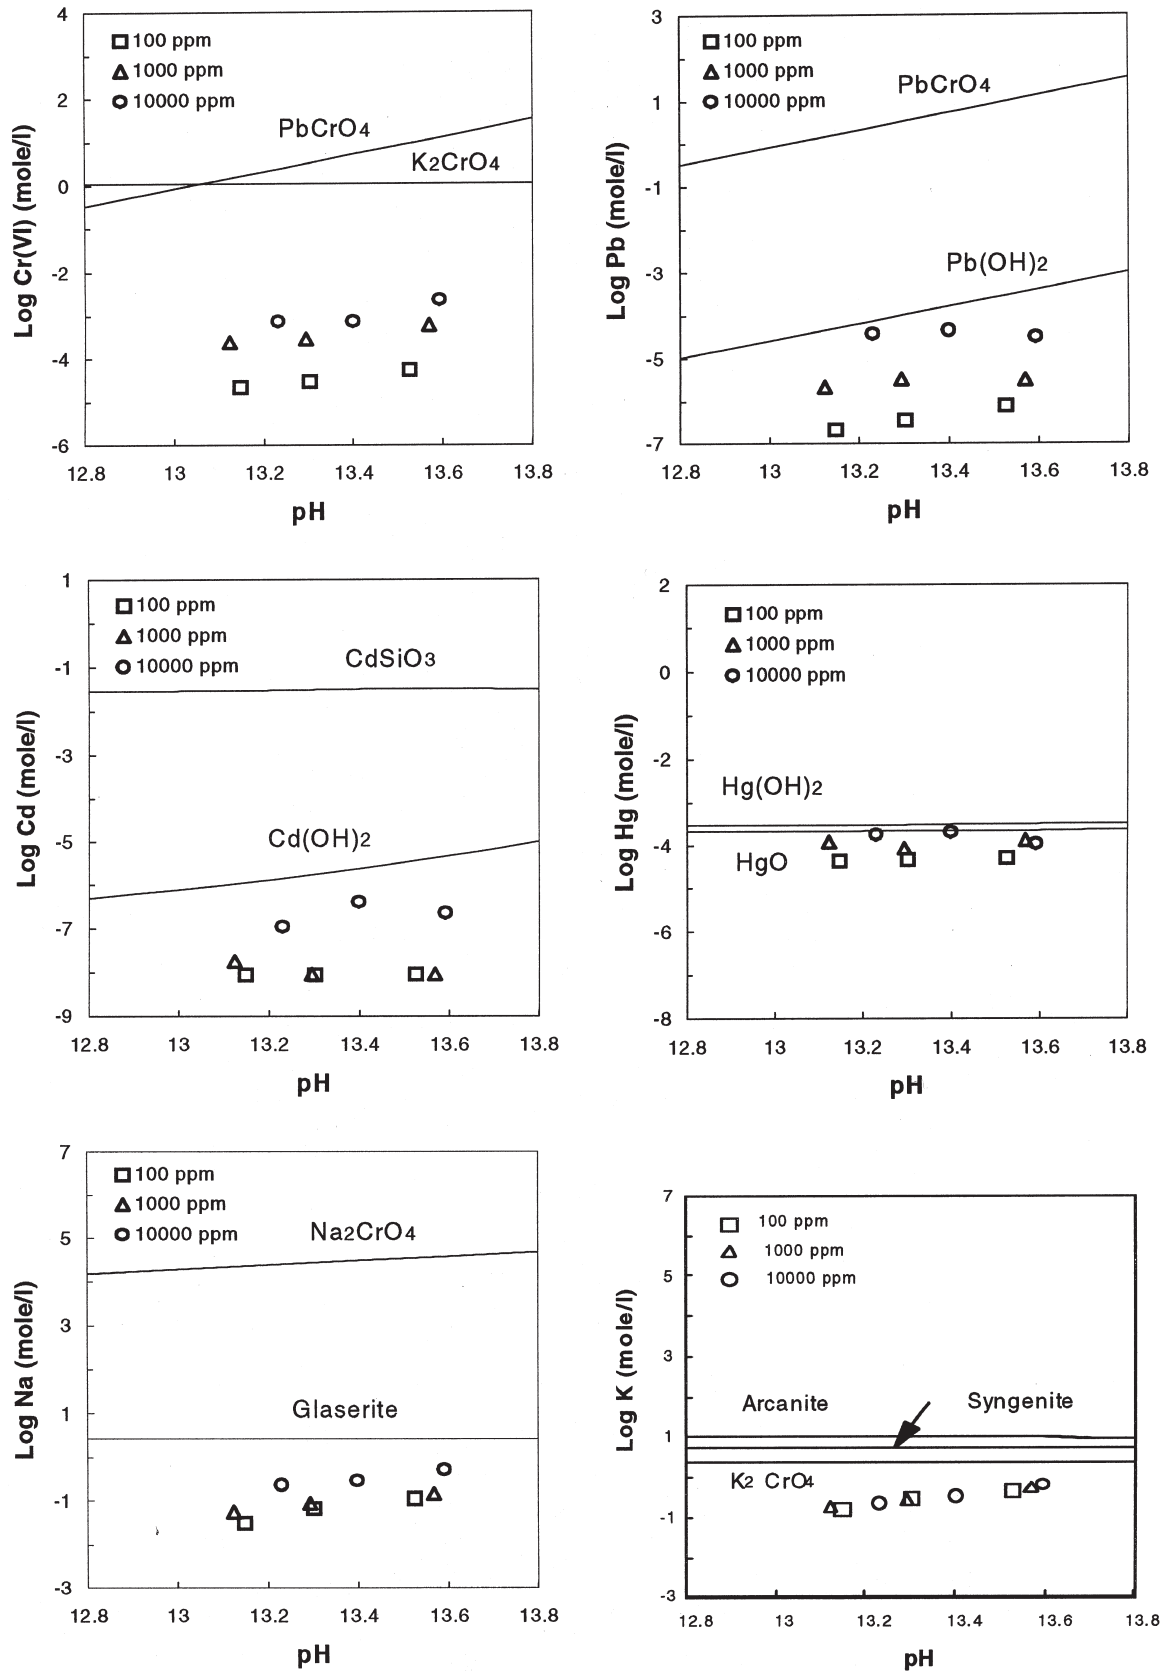 4
2
0
-2
-4
-6
Log Cr(VI) (mole/l)
100 ppm
1000 ppm
10000 ppm
PbCrO4
K2CrO4
12.8 13 13.2 13.4 13.6 13.8
pH
3
1
-1
-3
-5
-7
Log Pb (mole/l)
100 ppm
1000 ppm
10000 ppm
PbCrO4
Pb(OH)2
12.8 13 13.2 13.4 13.6 13.8
pH
1
-1
-3
-5
-7
-9
Log Cd (mole/l)
100 ppm
1000 ppm
10000 ppm
CdSiO3
Cd(OH)2
12.8 13 13.2 13.4 13.6 13.8
pH
2
0
-2
-4
-6
-8
Log Hg (mole/l)
100 ppm
1000 ppm
10000 ppm
Hg(OH)2
HgO
12.8 13 13.2 13.4 13.6 13.8
pH
7
5
3
1
-1
-3
Log Na (mole/l)
100 ppm
1000 ppm
10000 ppm
Na2CrO4
Glaserite
12.8 13 13.2 13.4 13.6 13.8
pH
7
5
3
1
-1
-3
Log K (mole/l)
100 ppm
1000 ppm
10000 ppm
Arcanite Syngenite
K2 CrO4
12.8 13 13.2 13.4 13.6 13.8
pH